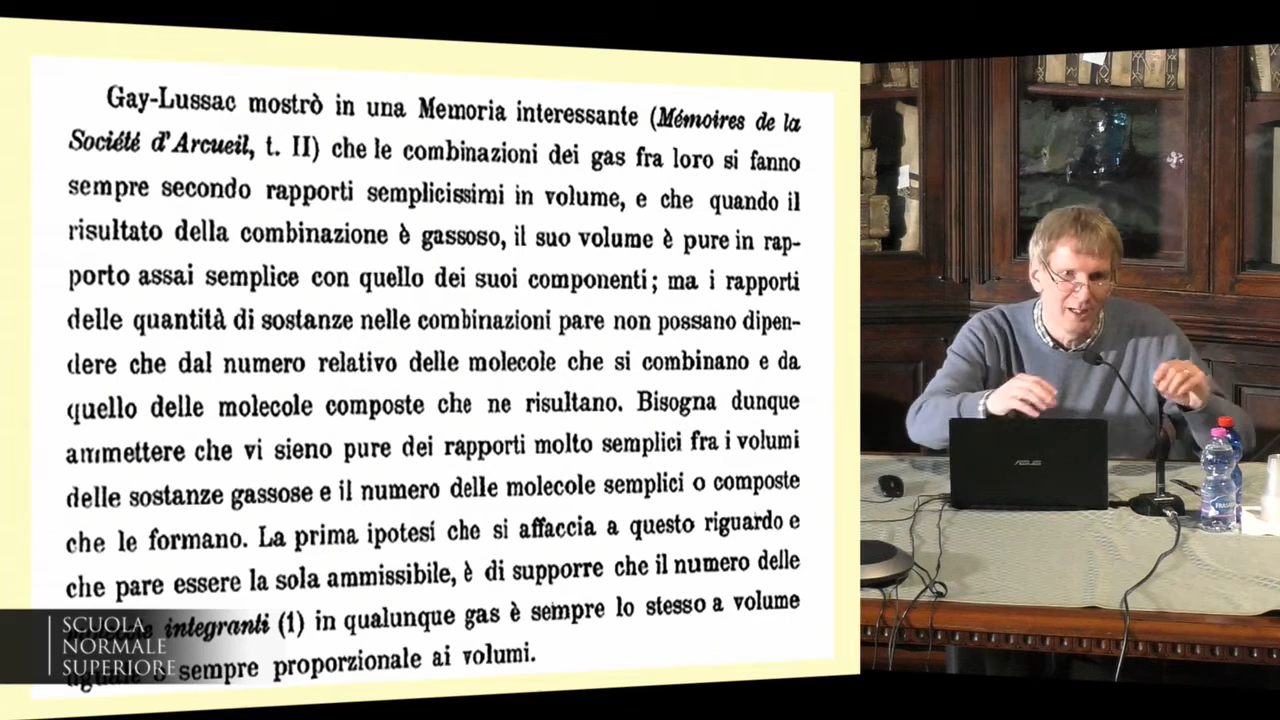 Gay-Lussac mostrò in una Memoria interessante (Mémoires de la
Société d'Arcueil, t. II) che le combinazioni dei gas fra loro si fanno
sempre secondo rapporti semplicissimi in volume, e che quando il
risultato della combinazione è gassoso, il suo volume è pure in rap-
porto assai semplice con quello dei suoi componenti; ma i rapporti
delle quantità di sostanze nelle combinazioni pare non possano dipen-
dere che dal numero relativo delle molecole che si combinano e da
quello delle molecole composte che ne risultano. Bisogna dunque
ammettere che vi sieno pure dei rapporti molto semplici fra i volumi
delle sostanze gassose e il numero delle molecole semplici o composte
che le formano. La prima ipotesi che si affaccia a questo riguardo e
che pare essere la sola ammissibile, è di supporre che il numero delle
integranti (1) in qualunque gas è sempre lo stesso a volume
sempre proporzionale ai volumi.
SCUOLA
NORMALE
SUPERIORE
ASUS